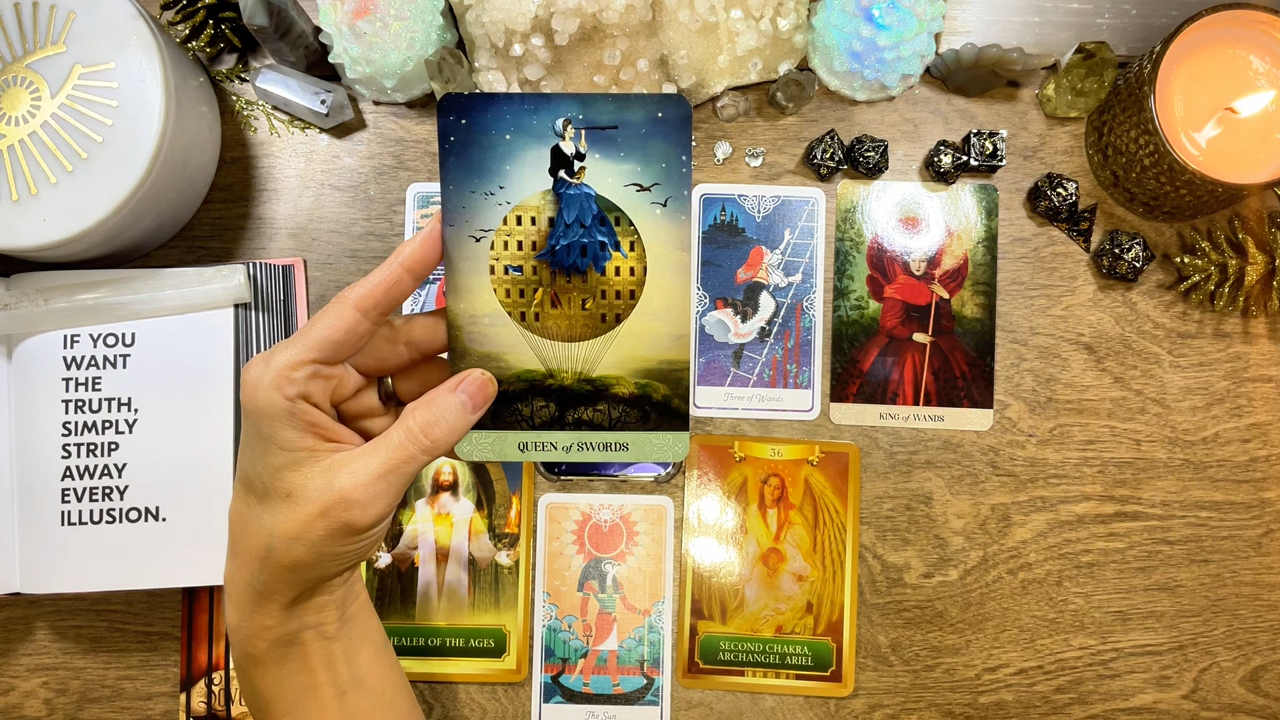 IF YOU
WANT
THE
TRUTH,
SIMPLY
STRIP
AWAY
EVERY
ILLUSION.
QUEEN of SWORDS
Three of Wands
KING of WANDS
HEALER OF THE AGES
The Sun
36
SECOND CHAKRA,
ARCHANGEL ARIEL